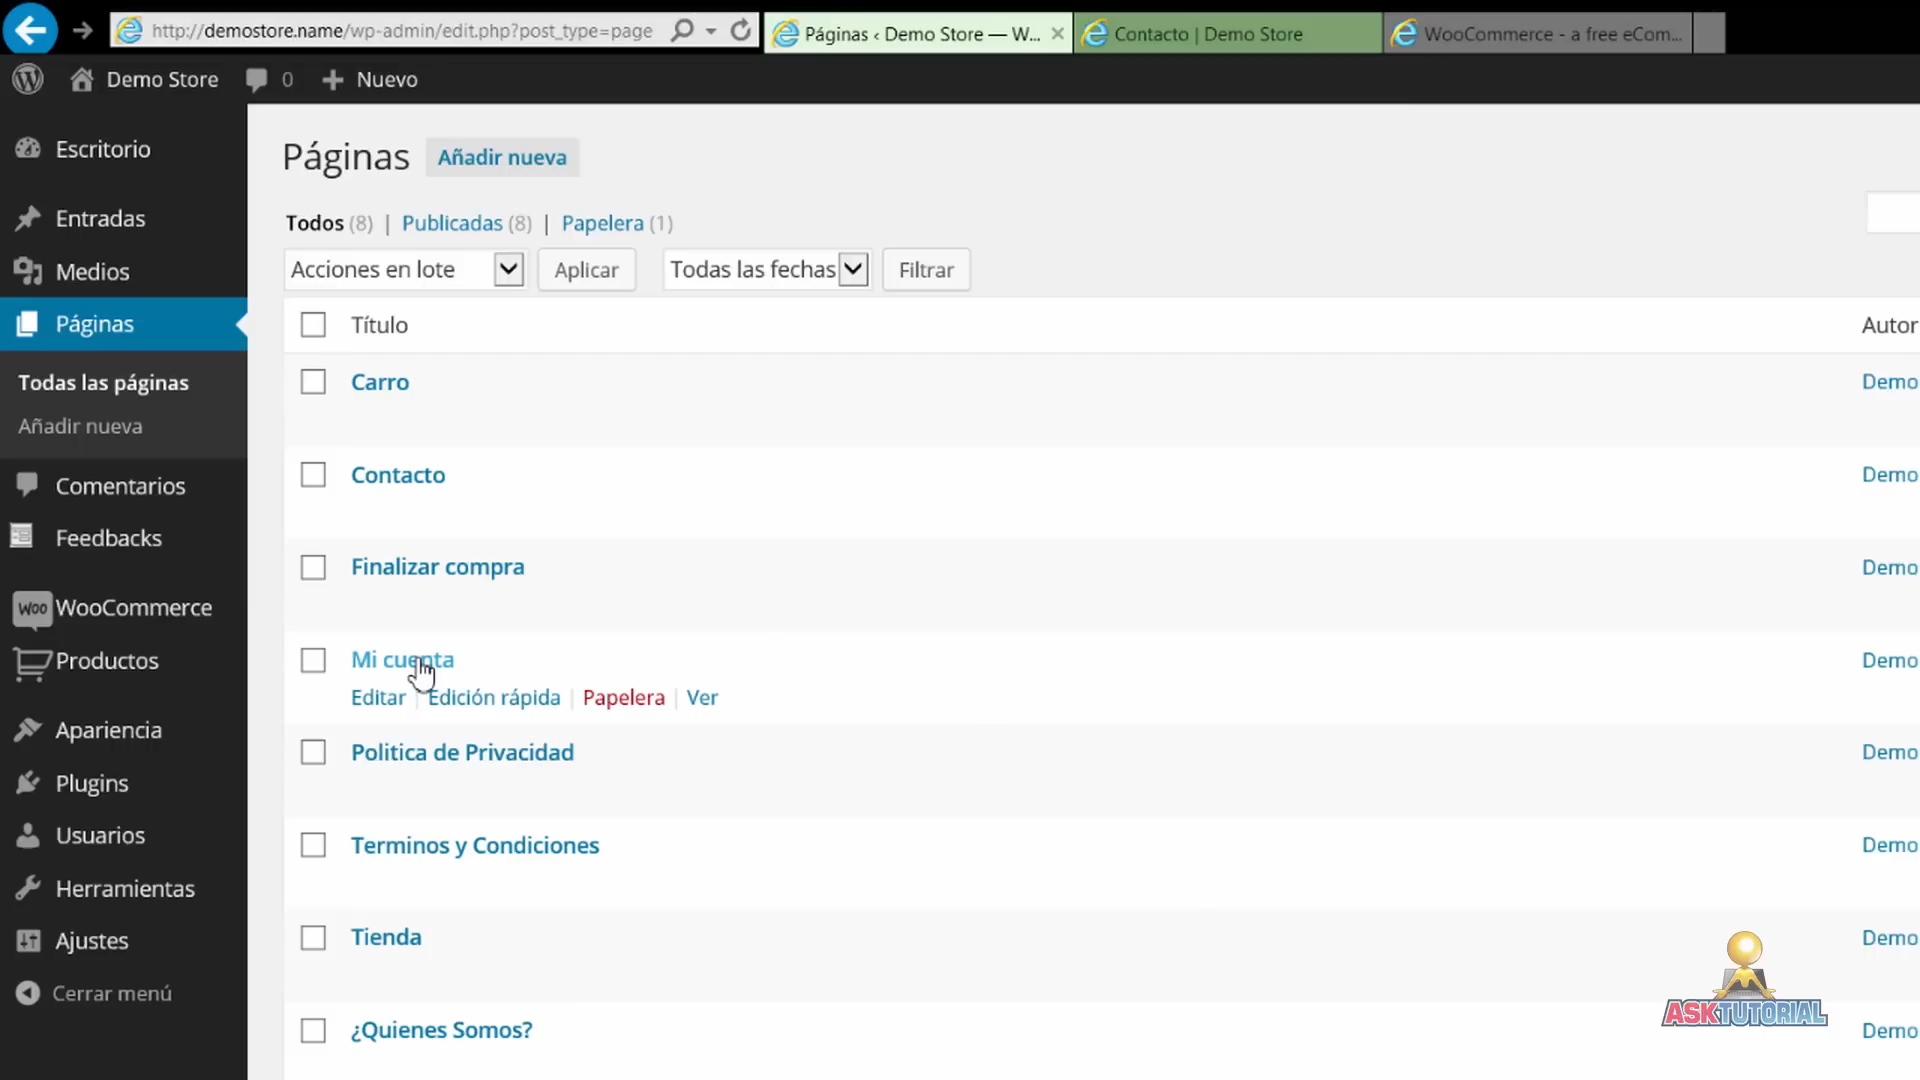 http://demostore.name/wp-admin/edit.php?post_type=page
Páginas ‹ Demo Store — W...
Contacto | Demo Store
WooCommerce - a free eCom...
Demo Store
0
Nuevo
Escritorio
Entradas
Medios
Páginas
Todas las páginas
Añadir nueva
Comentarios
Feedbacks
Woo WooCommerce
Productos
Apariencia
Plugins
Usuarios
Herramientas
Ajustes
Cerrar menú
Páginas Añadir nueva
Todos (8) | Publicadas (8) | Papelera (1)
Acciones en lote Aplicar Todas las fechas Filtrar
Título Autor
Carro Demo
Contacto Demo
Finalizar compra Demo
Mi cuenta Demo
Editar | Edición rápida | Papelera | Ver
Politica de Privacidad Demo
Terminos y Condiciones Demo
Tienda Demo
¿Quienes Somos? Demo
ASKTUTORIAL